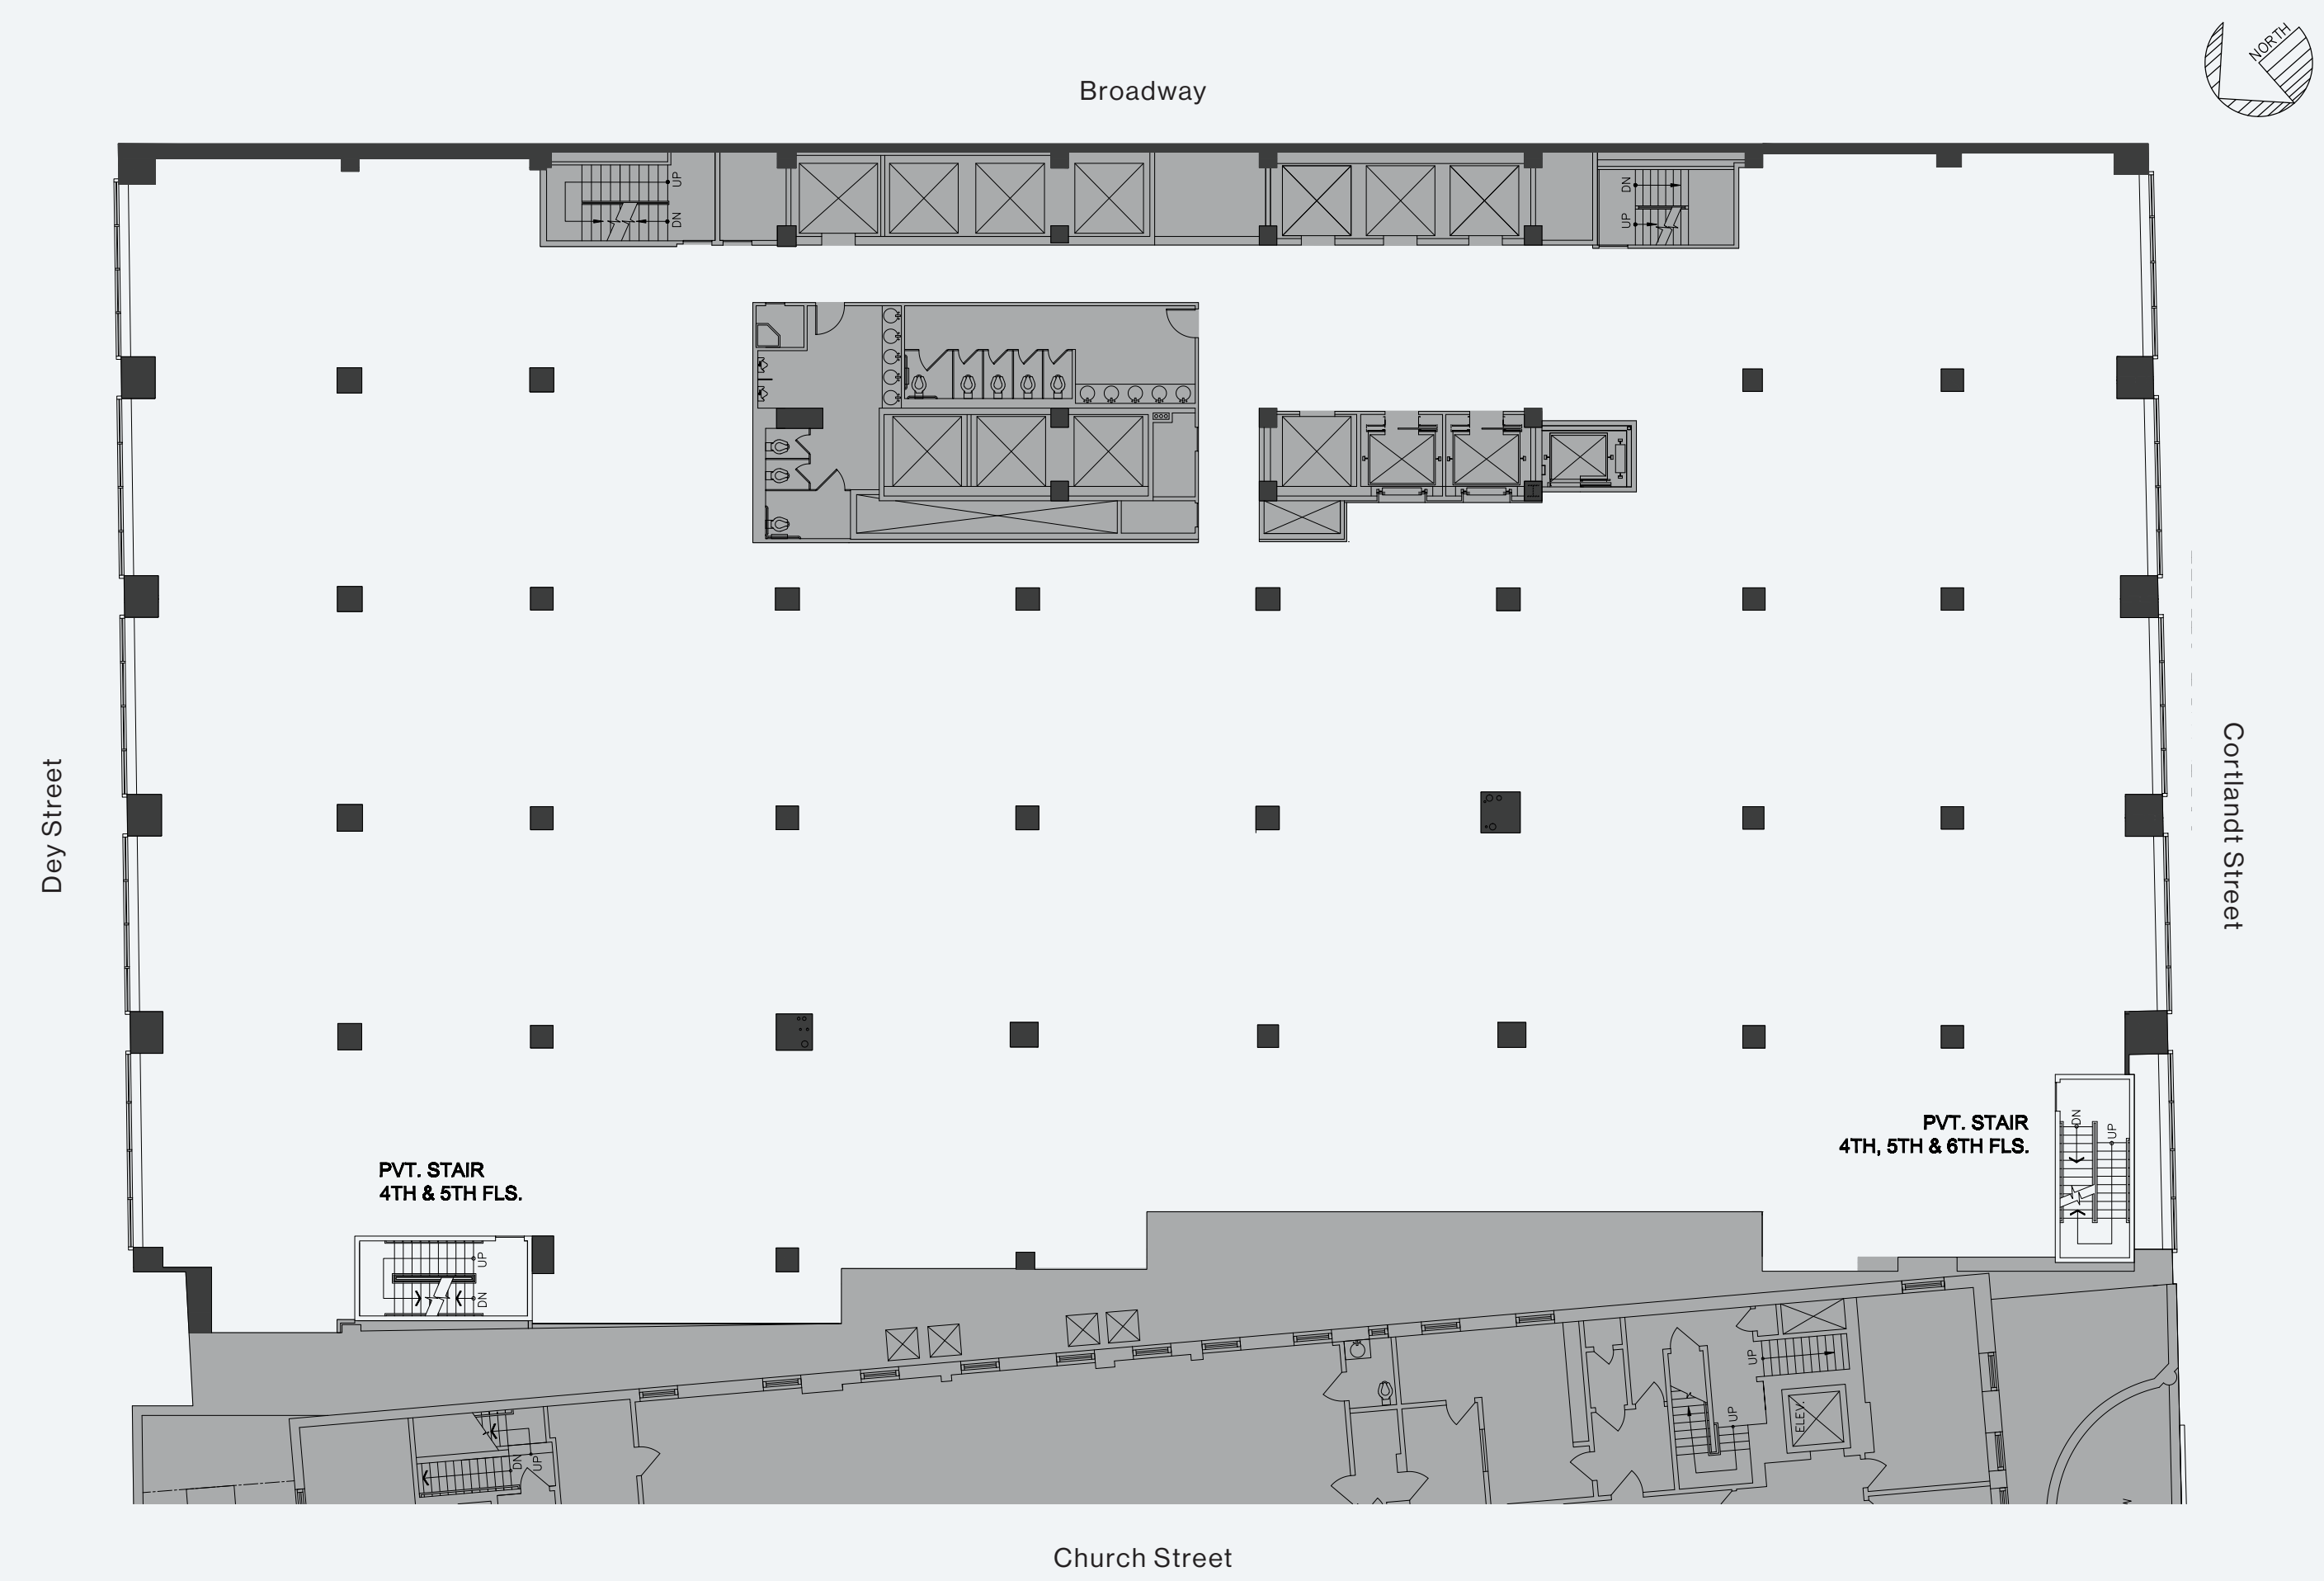 NORTH
Broadway
UP
DN
DN
UP
Dey Street
Cortlandt Street
PVT. STAIR
4TH, 5TH & 6TH FLS.
DN
UP
PVT. STAIR
4TH & 5TH FLS.
UP
DN
UP
ELEV.
UP
DN
UP
Church Street